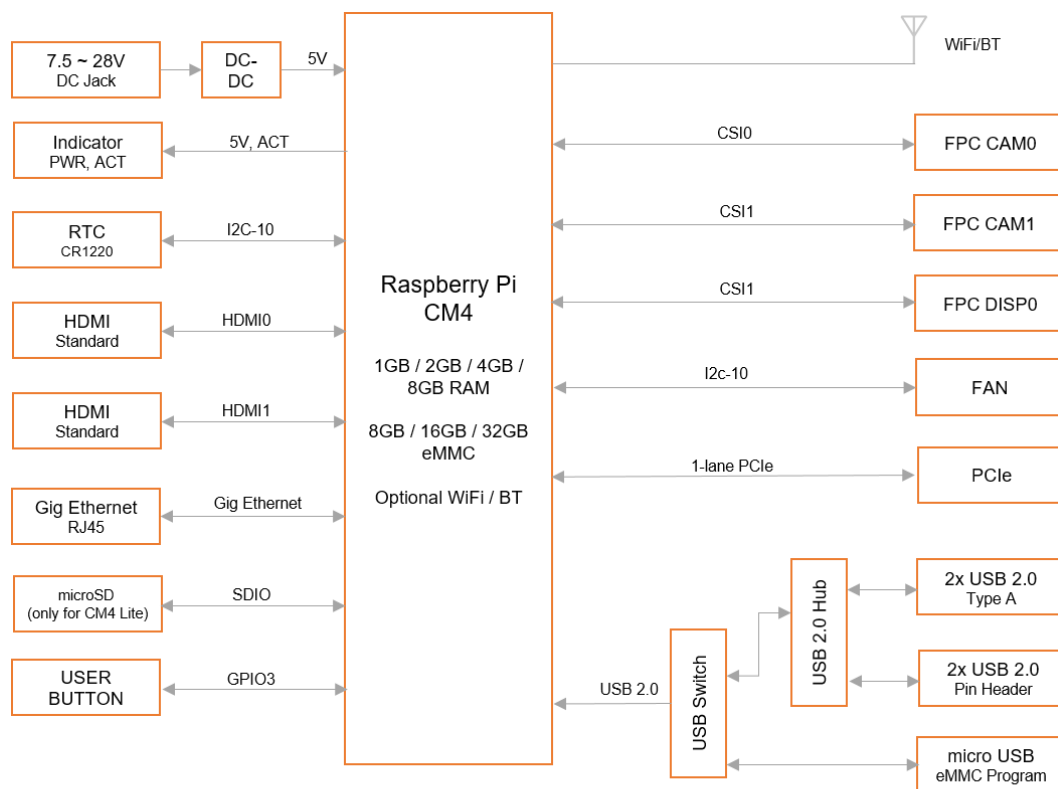 7.5 ~ 28V
DC Jack
DC-
DC
5V
Indicator
PWR, ACT
5V, ACT
RTC
CR1220
I2C-10
HDMI
Standard
HDMI0
HDMI
Standard
HDMI1
Gig Ethernet
RJ45
Gig Ethernet
microSD
(only for CM4 Lite)
SDIO
USER
BUTTON
GPIO3
Raspberry Pi
CM4
1GB / 2GB / 4GB /
8GB RAM
8GB / 16GB / 32GB
eMMC
Optional WiFi / BT
WiFi/BT
CSI0
FPC CAM0
CSI1
FPC CAM1
CSI1
FPC DISP0
I2c-10
FAN
1-lane PCIe
PCIe
USB 2.0
USB Switch
USB 2.0 Hub
2x USB 2.0
Type A
2x USB 2.0
Pin Header
micro USB
eMMC Program